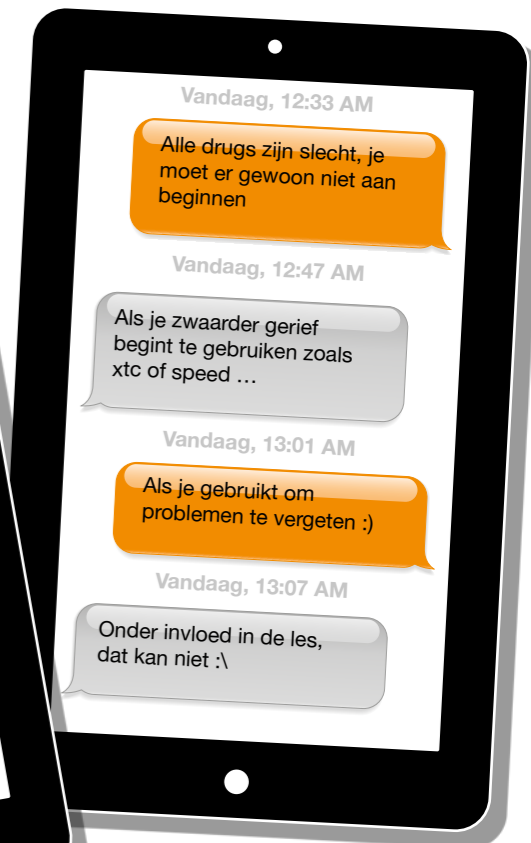 Vandaag, 12:33 AM
Alle drugs zijn slecht, je
moet er gewoon niet aan
beginnen
Vandaag, 12:47 AM
Als je zwaarder gerief
begint te gebruiken zoals
xtc of speed ...
Vandaag, 13:01 AM
Als je gebruikt om
problemen te vergeten :)
Vandaag, 13:07 AM
Onder invloed in de les,
dat kan niet :\